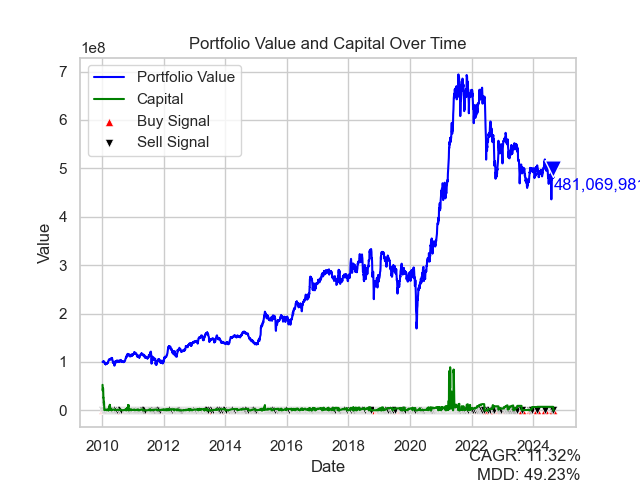 Portfolio Value and Capital Over Time
1e8
Portfolio Value
Capital
Buy Signal
Sell Signal
7
6
5
4
3
2
1
0
Value
481,069,981
2010 2012 2014 2016 2018 2020 2022 2024
Date
CAGR: 11.32%
MDD: 49.23%